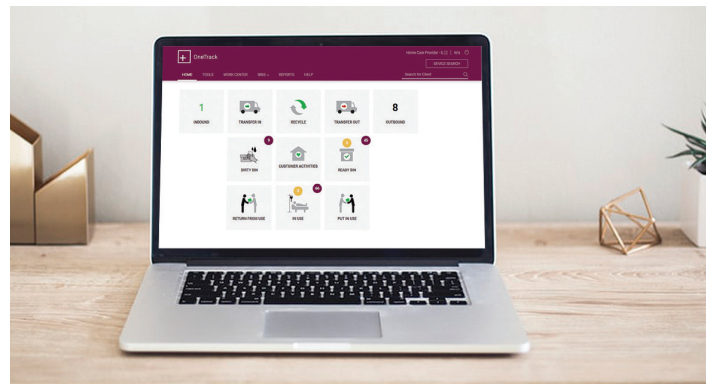 OneTrack
Home Care Provider
DEVICE SEARCH
HOME TOOLS WORK CENTER REPORTS HELP
Search for Client
1
8
INBOUND TRANSFER IN RECYCLE TRANSFER OUT OUTBOUND
DIRTY BIN CUSTOMER ACTIVITIES READY BIN
RETURN FROM USE IN USE PUT IN USE